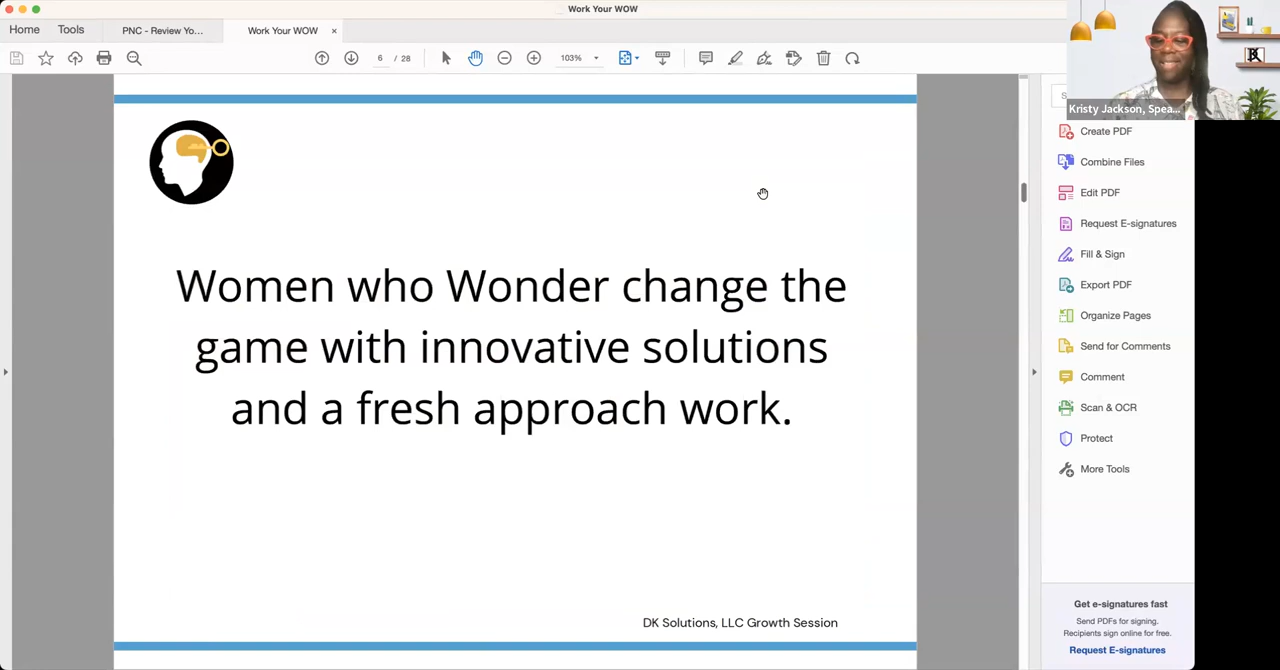 Work Your WOW
Home
Tools
PNC - Review Yo...
Work Your WOW
6 / 28
103%
Kristy Jackson, Spea...
Create PDF
Combine Files
Edit PDF
Request E-signatures
Fill & Sign
Export PDF
Organize Pages
Send for Comments
Comment
Scan & OCR
Protect
More Tools
Women who Wonder change the
game with innovative solutions
and a fresh approach work.
DK Solutions, LLC Growth Session
Get e-signatures fast
Send PDFs for signing.
Recipients sign online for free.
Request E-signatures